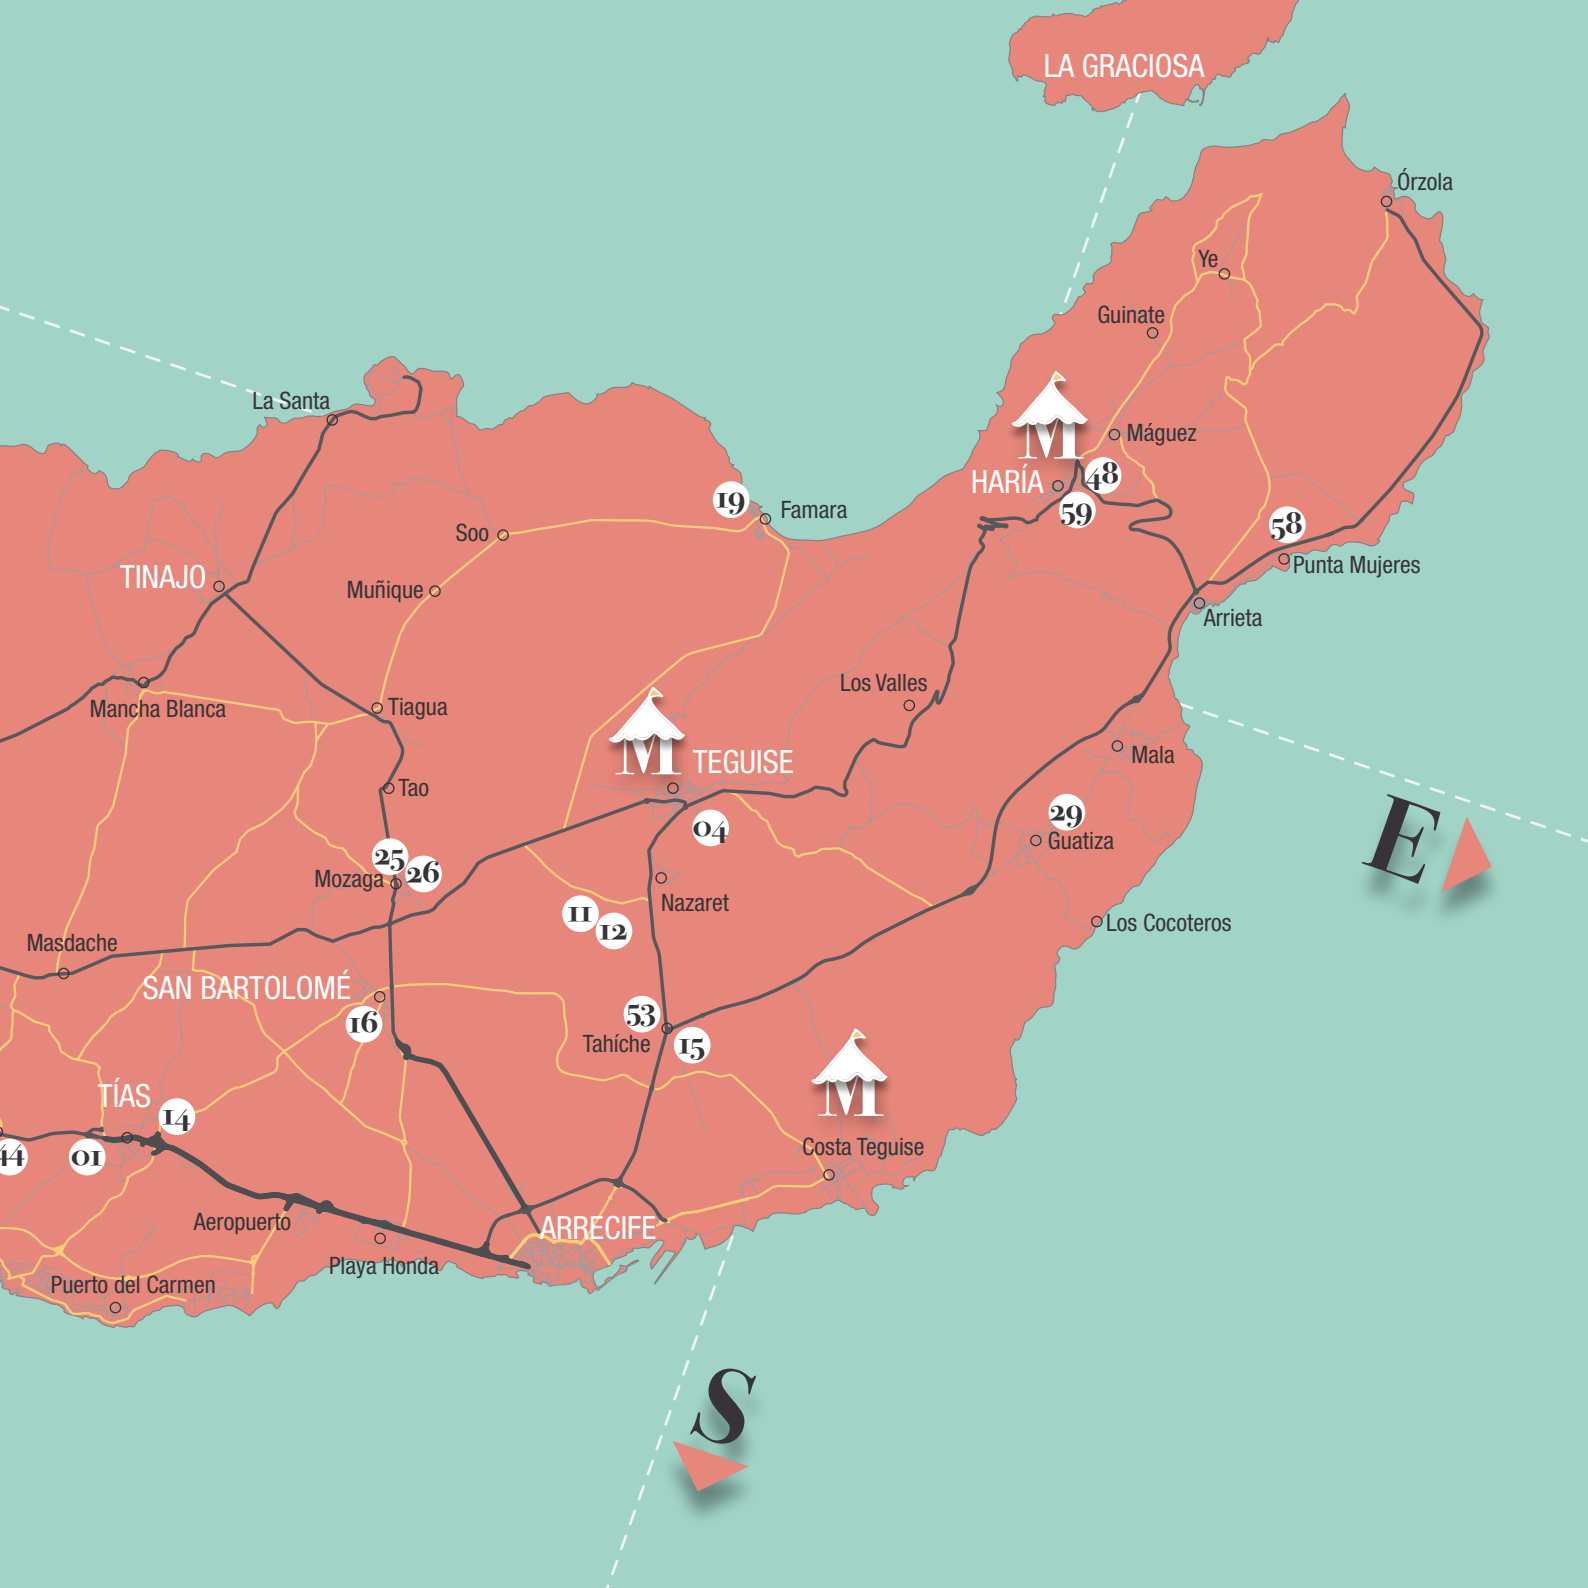 LA GRACIOSA
Órzola
Ye
Guinate
La Santa
M
Máguez
HARÍA
48
59
19
Famara
58
Soo
Punta Mujeres
TINAJO
Muñique
Arrieta
Los Valles
Mancha Blanca
Tiagua
M
TEGUISE
Mala
Tao
29
E
04
Guatiza
25
26
Mozaga
Nazaret
11
12
Los Cocoteros
Masdache
SAN BARTOLOMÉ
16
53
Tahíche
15
M
TÍAS
14
44
01
Costa Teguise
Aeropuerto
ARRECIFE
Playa Honda
Puerto del Carmen
S